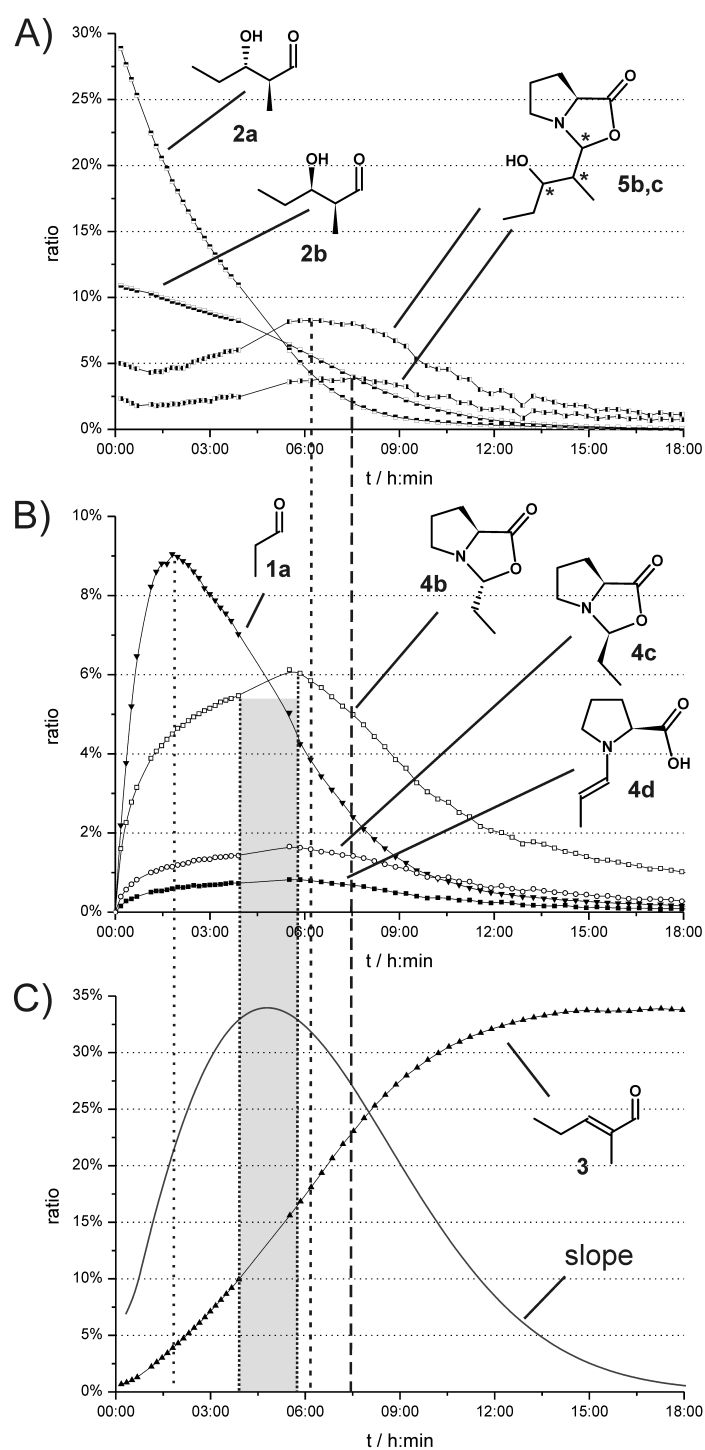 A)
30%
25%
20%
15%
10%
5%
0%
ratio
00:00 03:00 06:00 09:00 12:00 15:00 18:00
t / h:min
OH O
2a
OH O
2b
O
N O
HO * *
*
5b,c
B)
10%
8%
6%
4%
2%
0%
ratio
00:00 03:00 06:00 09:00 12:00 15:00 18:00
t / h:min
O
1a
O
N O
4b
O
N O
4c
O
N OH
4d
C)
35%
30%
25%
20%
15%
10%
5%
0%
ratio
00:00 03:00 06:00 09:00 12:00 15:00 18:00
t / h:min
O
3
slope